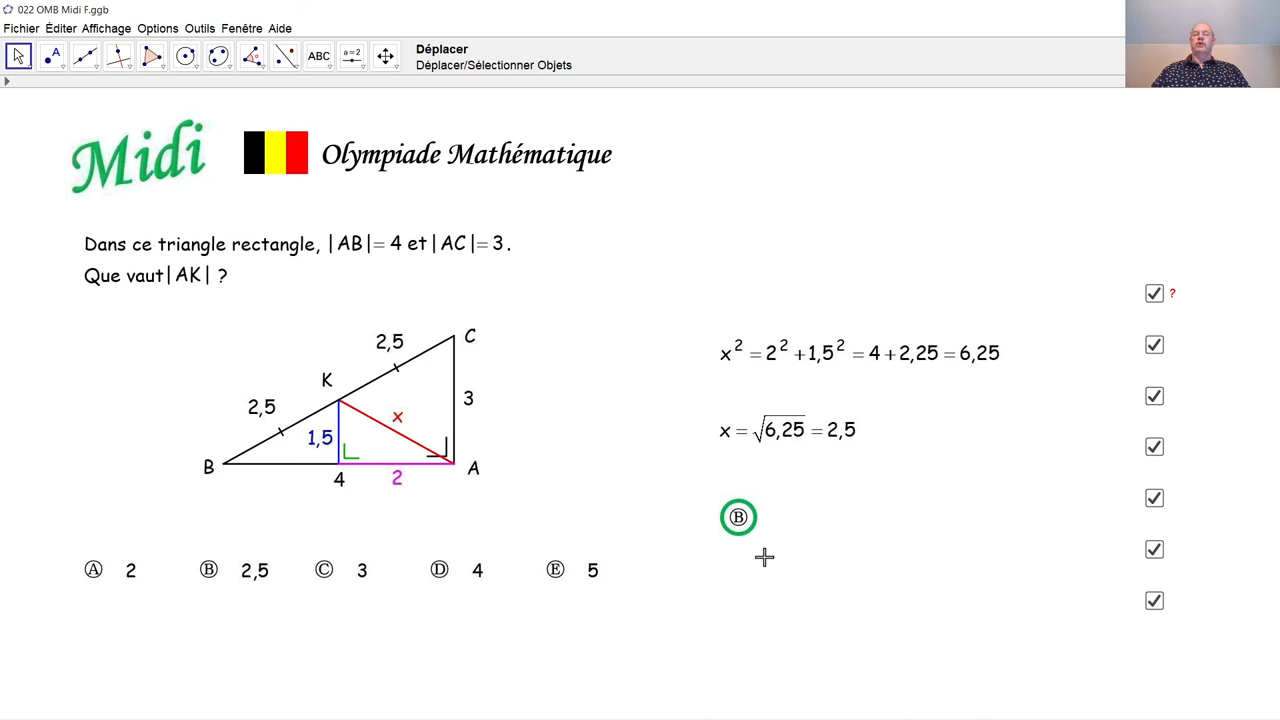 022 OMB Midi F.ggb
Fichier Éditer Affichage Options Outils Fenêtre Aide
A
ABC
a=2
Déplacer
Déplacer/Sélectionner Objets
Midi
Olympiade Mathématique
Dans ce triangle rectangle, |AB|= 4 et |AC|= 3.
Que vaut |AK| ?
?
C
2,5
K
x
3
2,5
1,5
B
A
4
2
x² = 2² + 1,5² = 4 + 2,25 = 6,25
x = √6,25 = 2,5
Ⓑ
Ⓐ 2 Ⓑ 2,5 Ⓒ 3 Ⓓ 4 Ⓔ 5